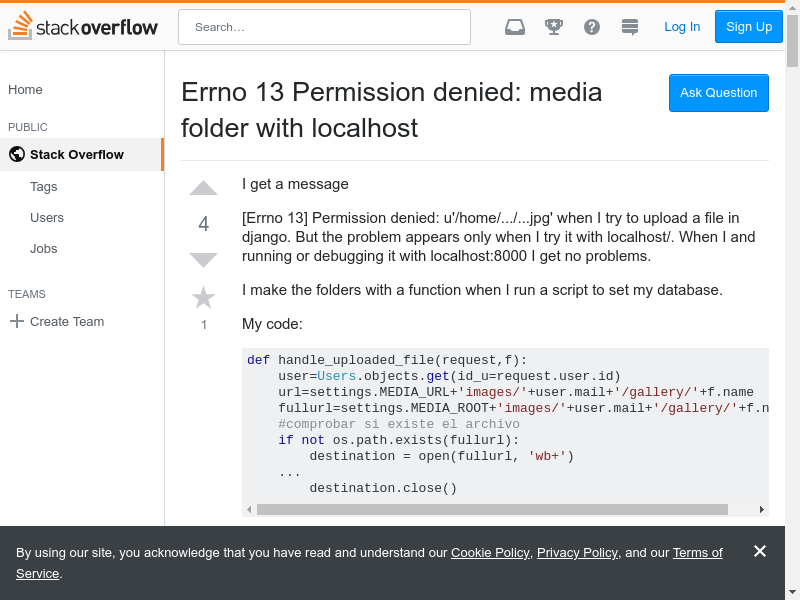 stackoverflow
Search…
Log In
Sign Up
Home
PUBLIC
Stack Overflow
Tags
Users
Jobs
TEAMS
Create Team
Errno 13 Permission denied: media
folder with localhost
Ask Question
4
1
I get a message
[Errno 13] Permission denied: u'/home/.../...jpg' when I try to upload a file in
django. But the problem appears only when I try it with localhost/. When I and
running or debugging it with localhost:8000 I get no problems.
I make the folders with a function when I run a script to set my database.
My code:
def handle_uploaded_file(request,f):
    user=Users.objects.get(id_u=request.user.id)
    url=settings.MEDIA_URL+'images/'+user.mail+'/gallery/'+f.name
    fullurl=settings.MEDIA_ROOT+'images/'+user.mail+'/gallery/'+f.n
    #comprobar si existe el archivo
    if not os.path.exists(fullurl):
        destination = open(fullurl, 'wb+')
    ...
        destination.close()
By using our site, you acknowledge that you have read and understand our Cookie Policy, Privacy Policy, and our Terms of
Service.